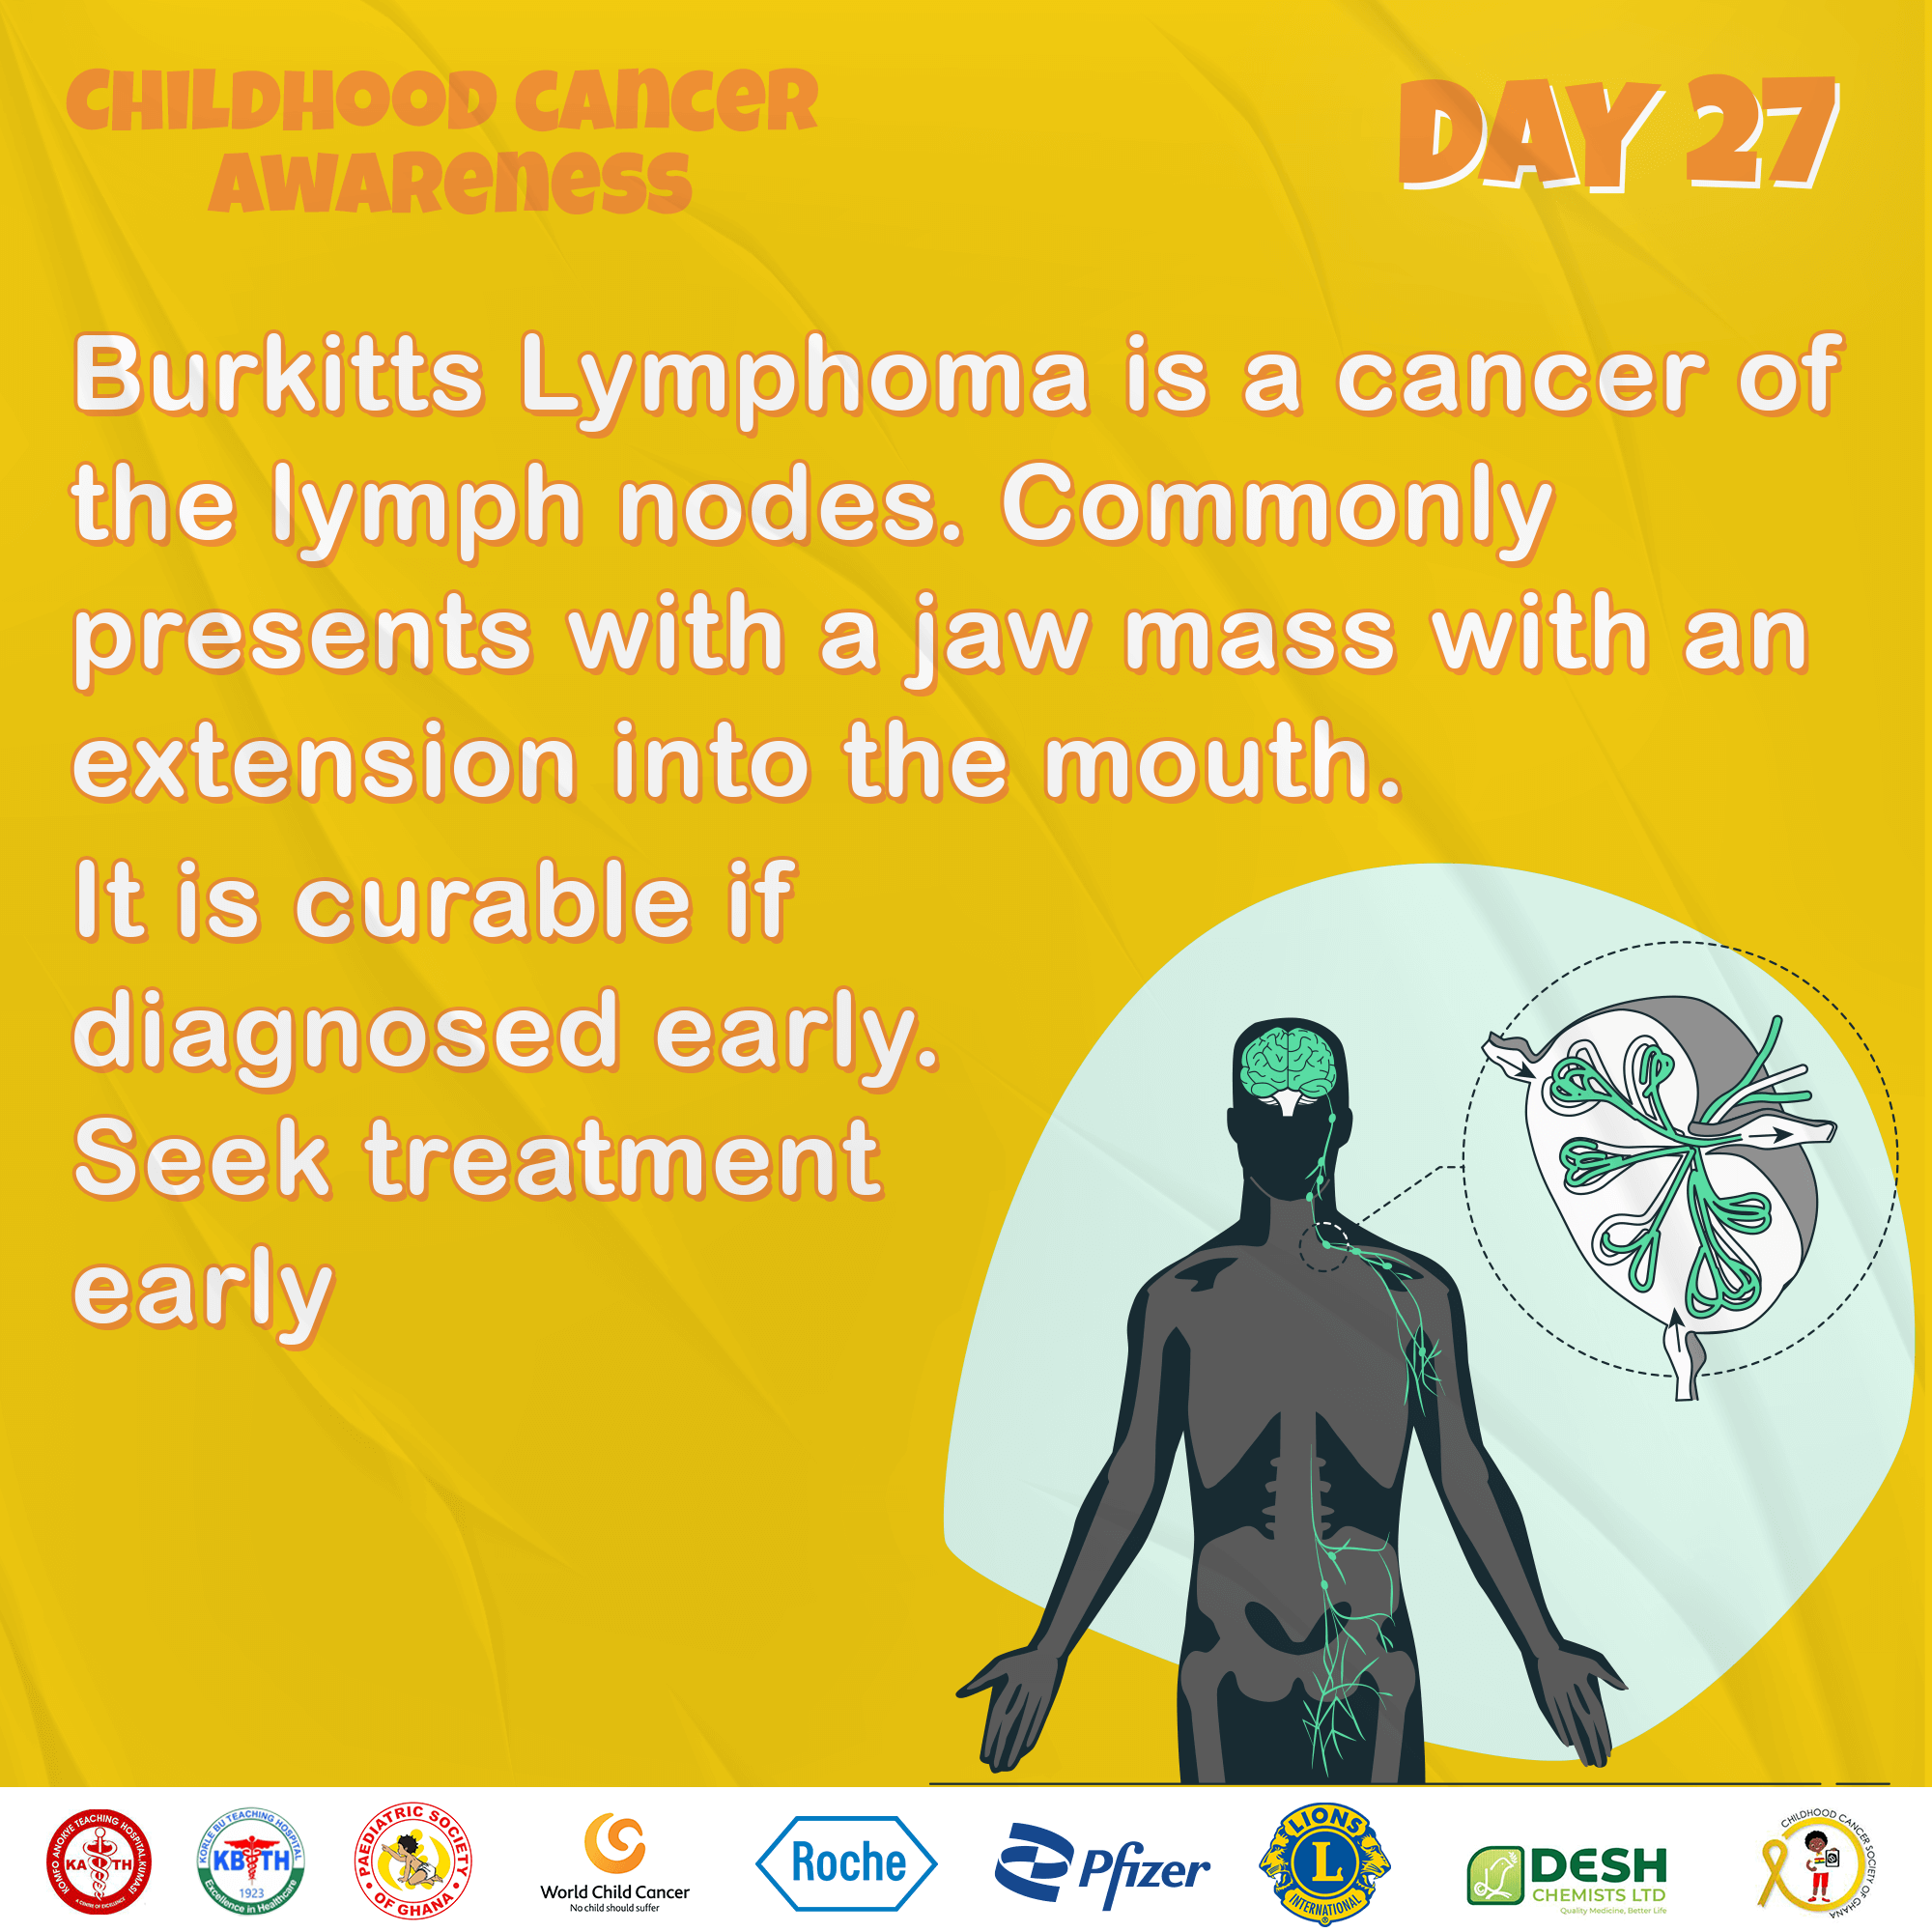 CHILDHOOD CANCER
AWARENESS
DAY 27
Burkitts Lymphoma is a cancer of
the lymph nodes. Commonly
presents with a jaw mass with an
extension into the mouth.
It is curable if
diagnosed early.
Seek treatment
early
KOMFO ANOKYE TEACHING HOSPITAL KUMASI
KATH
A CENTRE OF EXCELLENCE
KORLE BU TEACHING HOSPITAL
KBTH
1923
Excellence in Healthcare
PAEDIATRIC SOCIETY
OF GHANA
World Child Cancer
No child should suffer
Roche
Pfizer
LIONS
L
INTERNATIONAL
DESH
CHEMISTS LTD
Quality Medicine, Better Life
CHILDHOOD CANCER SOCIETY OF GHANA